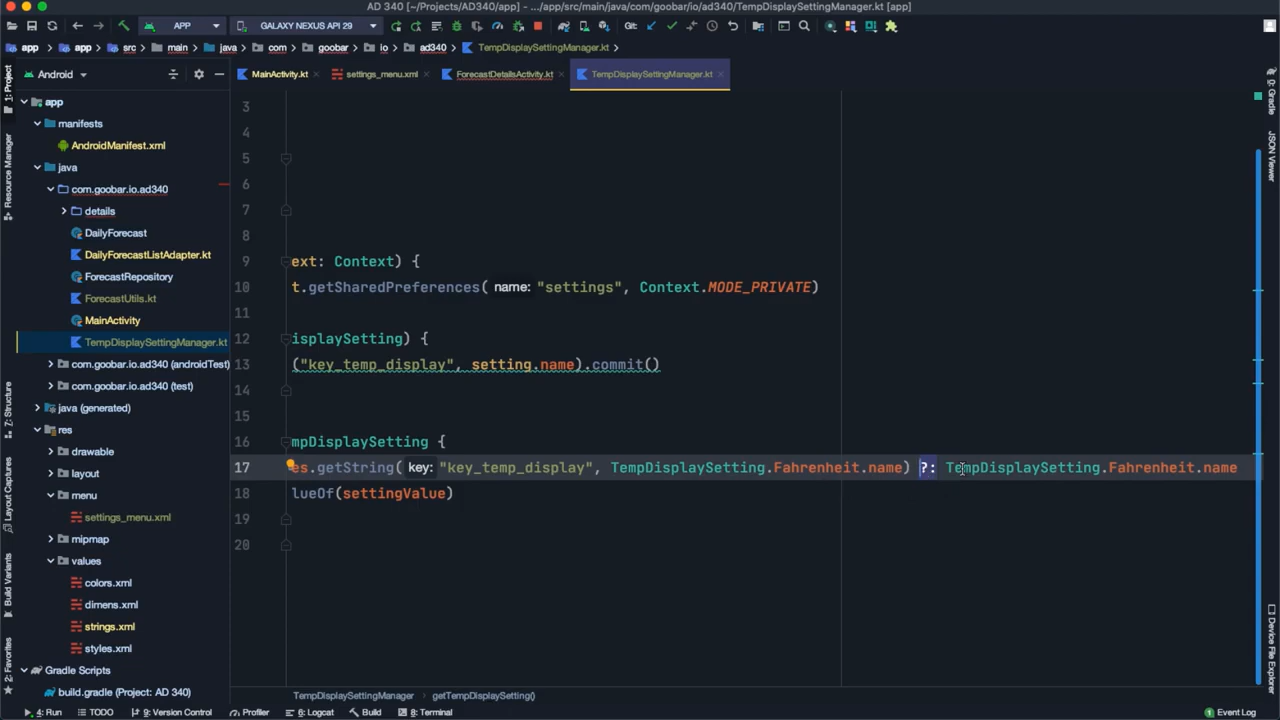 AD 340 [~/Projects/AD340/app] - .../app/src/main/java/com/goobar/io/ad340/TempDisplaySettingManager.kt [app]
APP GALAXY NEXUS API 29 Git:
app app src main java com goobar io ad340 TempDisplaySettingManager.kt
Android MainActivity.kt settings_menu.xml ForecastDetailsActivity.kt TempDisplaySettingManager.kt
1: Project
Resource Manager
7: Structure
Layout Captures
Build Variants
2: Favorites
app
manifests
AndroidManifest.xml
java
com.goobar.io.ad340
details
DailyForecast
DailyForecastListAdapter.kt
ForecastRepository
ForecastUtils.kt
MainActivity
TempDisplaySettingManager.kt
com.goobar.io.ad340 (androidTest)
com.goobar.io.ad340 (test)
java (generated)
res
drawable
layout
menu
settings_menu.xml
mipmap
values
colors.xml
dimens.xml
strings.xml
styles.xml
Gradle Scripts
build.gradle (Project: AD 340)
3
4
5
6
7
8
9 ext: Context) {
10 t.getSharedPreferences( name: "settings", Context.MODE_PRIVATE)
11
12 isplaySetting) {
13 ("key_temp_display", setting.name).commit()
14
15
16 mpDisplaySetting {
17 es.getString( key: "key_temp_display", TempDisplaySetting.Fahrenheit.name) ?: TempDisplaySetting.Fahrenheit.name
18 lueOf(settingValue)
19
20
Gradle
JSON Viewer
Device File Explorer
TempDisplaySettingManager getTempDisplaySetting()
4: Run TODO 9: Version Control Profiler 6: Logcat Build 8: Terminal Event Log